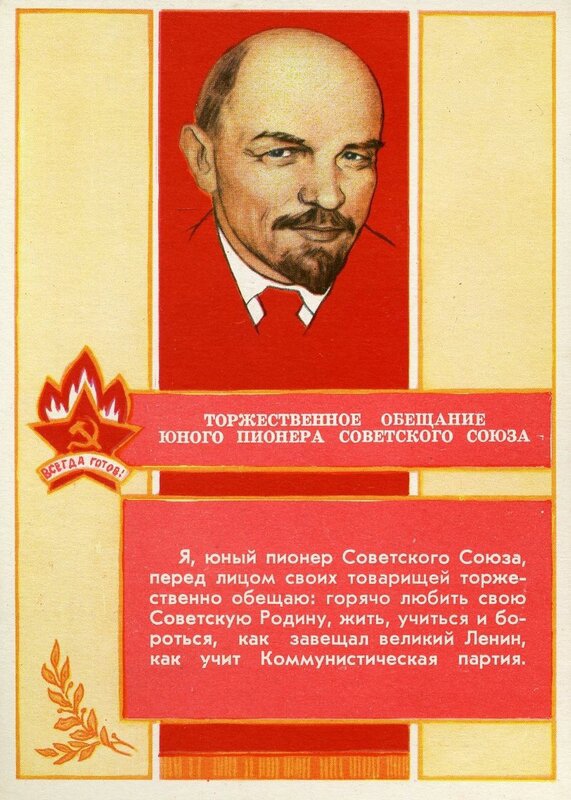 ТОРЖЕСТВЕННОЕ ОБЕЩАНИЕ
ЮНОГО ПИОНЕРА СОВЕТСКОГО СОЮЗА
ВСЕГДА ГОТОВ!
Я, юный пионер Советского Союза,
перед лицом своих товарищей торже-
ственно обещаю: горячо любить свою
Советскую Родину, жить, учиться и бо-
роться, как завещал великий Ленин,
как учит Коммунистическая партия.